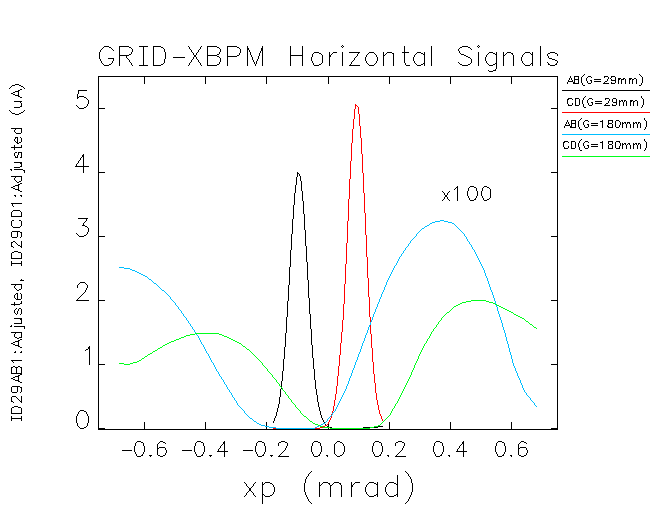 GRID-XBPM Horizontal Signals
ID29AB1:Adjusted, ID29CD1:Adjusted (uA)
AB(G=29mm)
CD(G=29mm)
AB(G=180mm)
CD(G=180mm)
x100
5
4
3
2
1
0
-0.6 -0.4 -0.2 0.0 0.2 0.4 0.6
xp (mrad)